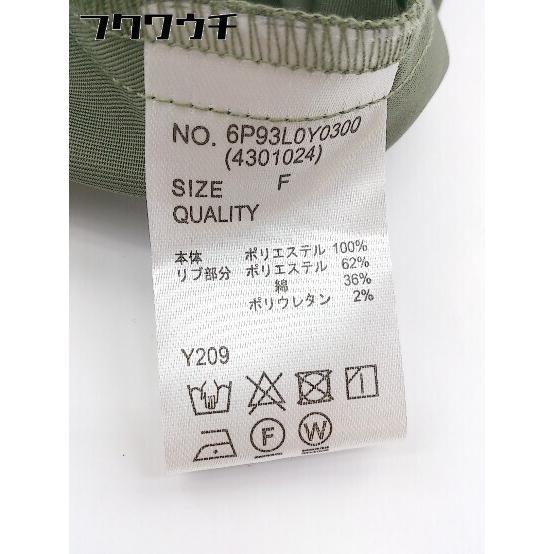 フクワウチ
NO. 6P93L0Y0300
(4301024)
SIZE F
QUALITY
本体 ポリエステル 100%
リブ部分 ポリエステル 62%
綿 36%
ポリウレタン 2%
Y209
F W